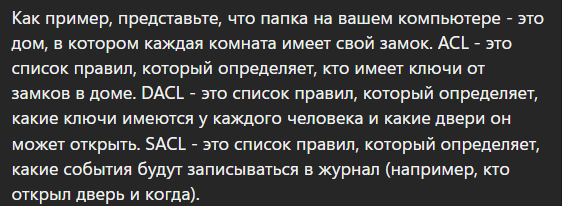 Как пример, представьте, что папка на вашем компьютере - это
дом, в котором каждая комната имеет свой замок. ACL - это
список правил, который определяет, кто имеет ключи от
замков в доме. DACL - это список правил, который определяет,
какие ключи имеются у каждого человека и какие двери он
может открыть. SACL - это список правил, который определяет,
какие события будут записываться в журнал (например, кто
открыл дверь и когда).